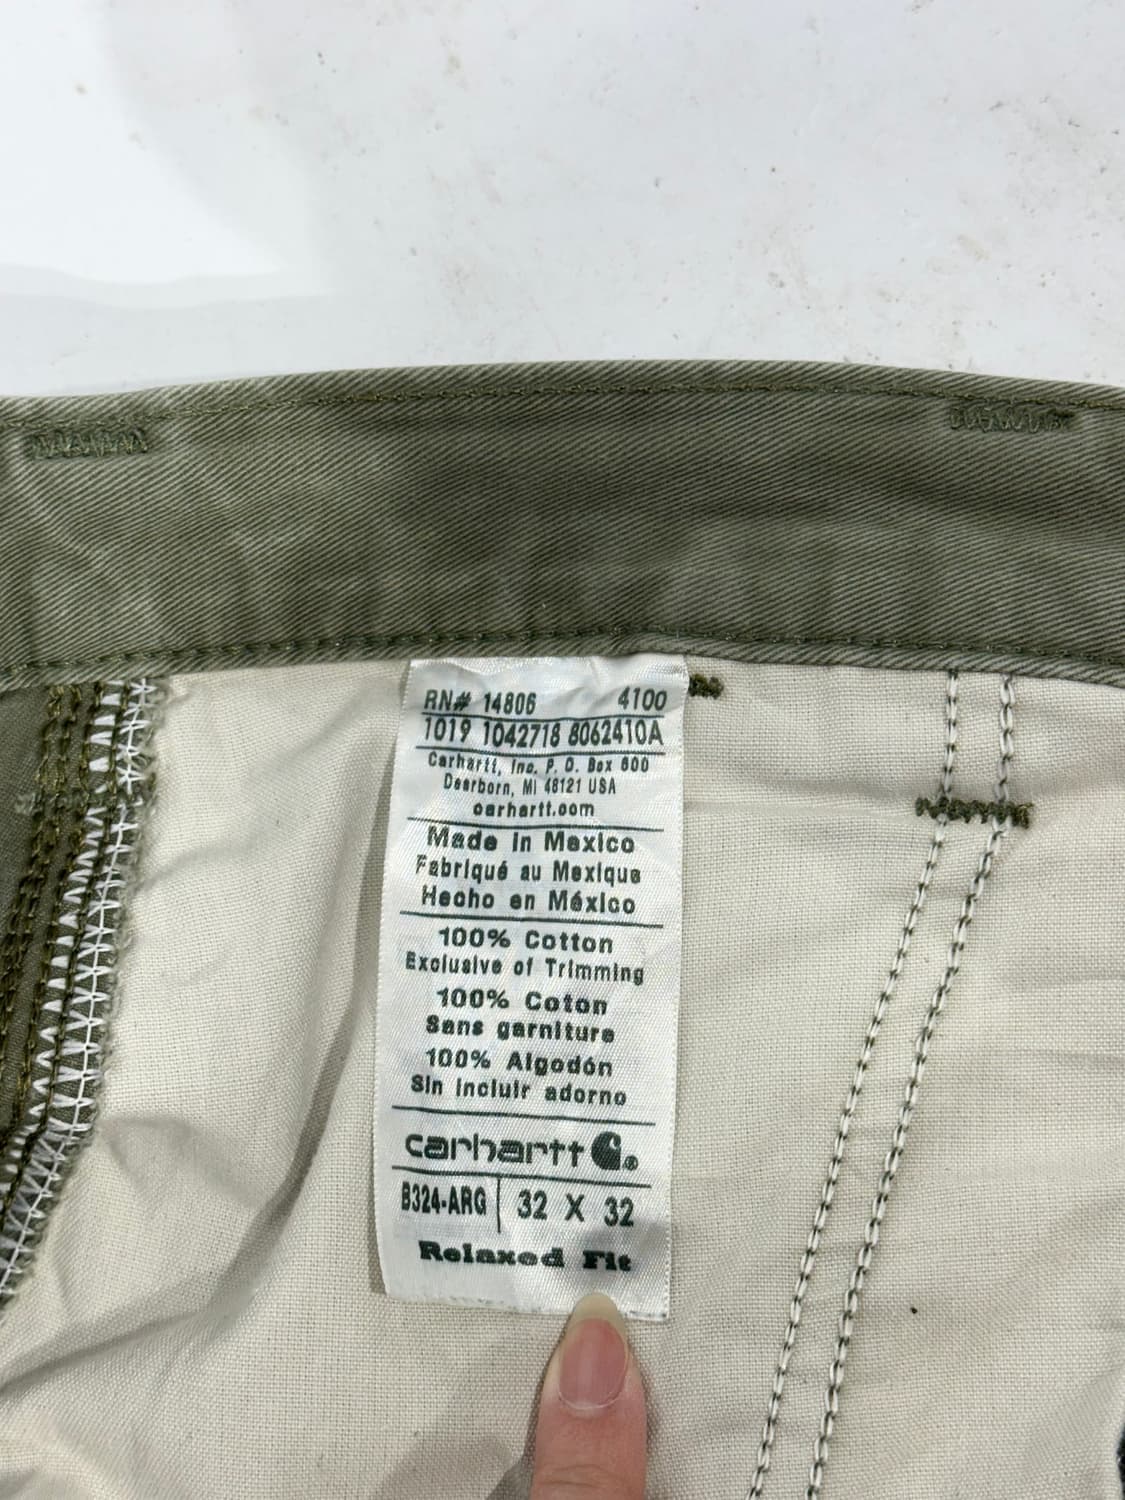 RN# 14806 4100
1019 1042718 8062410A
Carhartt, Inc. P.O. Box 600
Dearborn, MI 48121 USA
carhartt.com
Made in Mexico
Fabriqué au Mexique
Hecho en México
100% Cotton
Exclusive of Trimming
100% Coton
Sans garniture
100% Algodón
Sin incluir adorno
carhartt
B324-ARG 32 X 32
Relaxed Fit